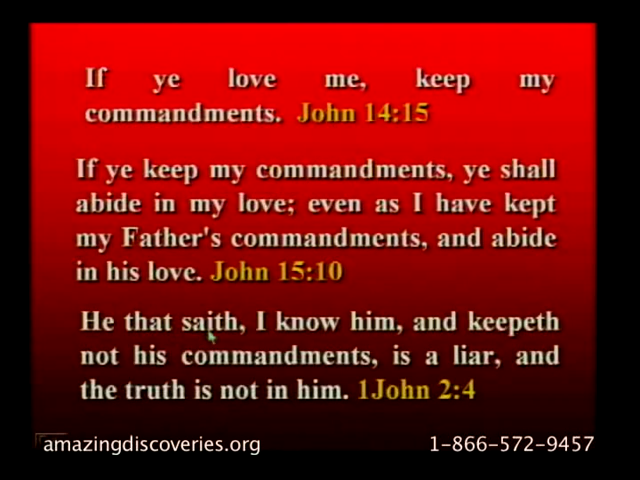 If ye love me, keep my
commandments. John 14:15
If ye keep my commandments, ye shall
abide in my love; even as I have kept
my Father's commandments, and abide
in his love. John 15:10
He that saith, I know him, and keepeth
not his commandments, is a liar, and
the truth is not in him. 1John 2:4
amazingdiscoveries.org 1-866-572-9457